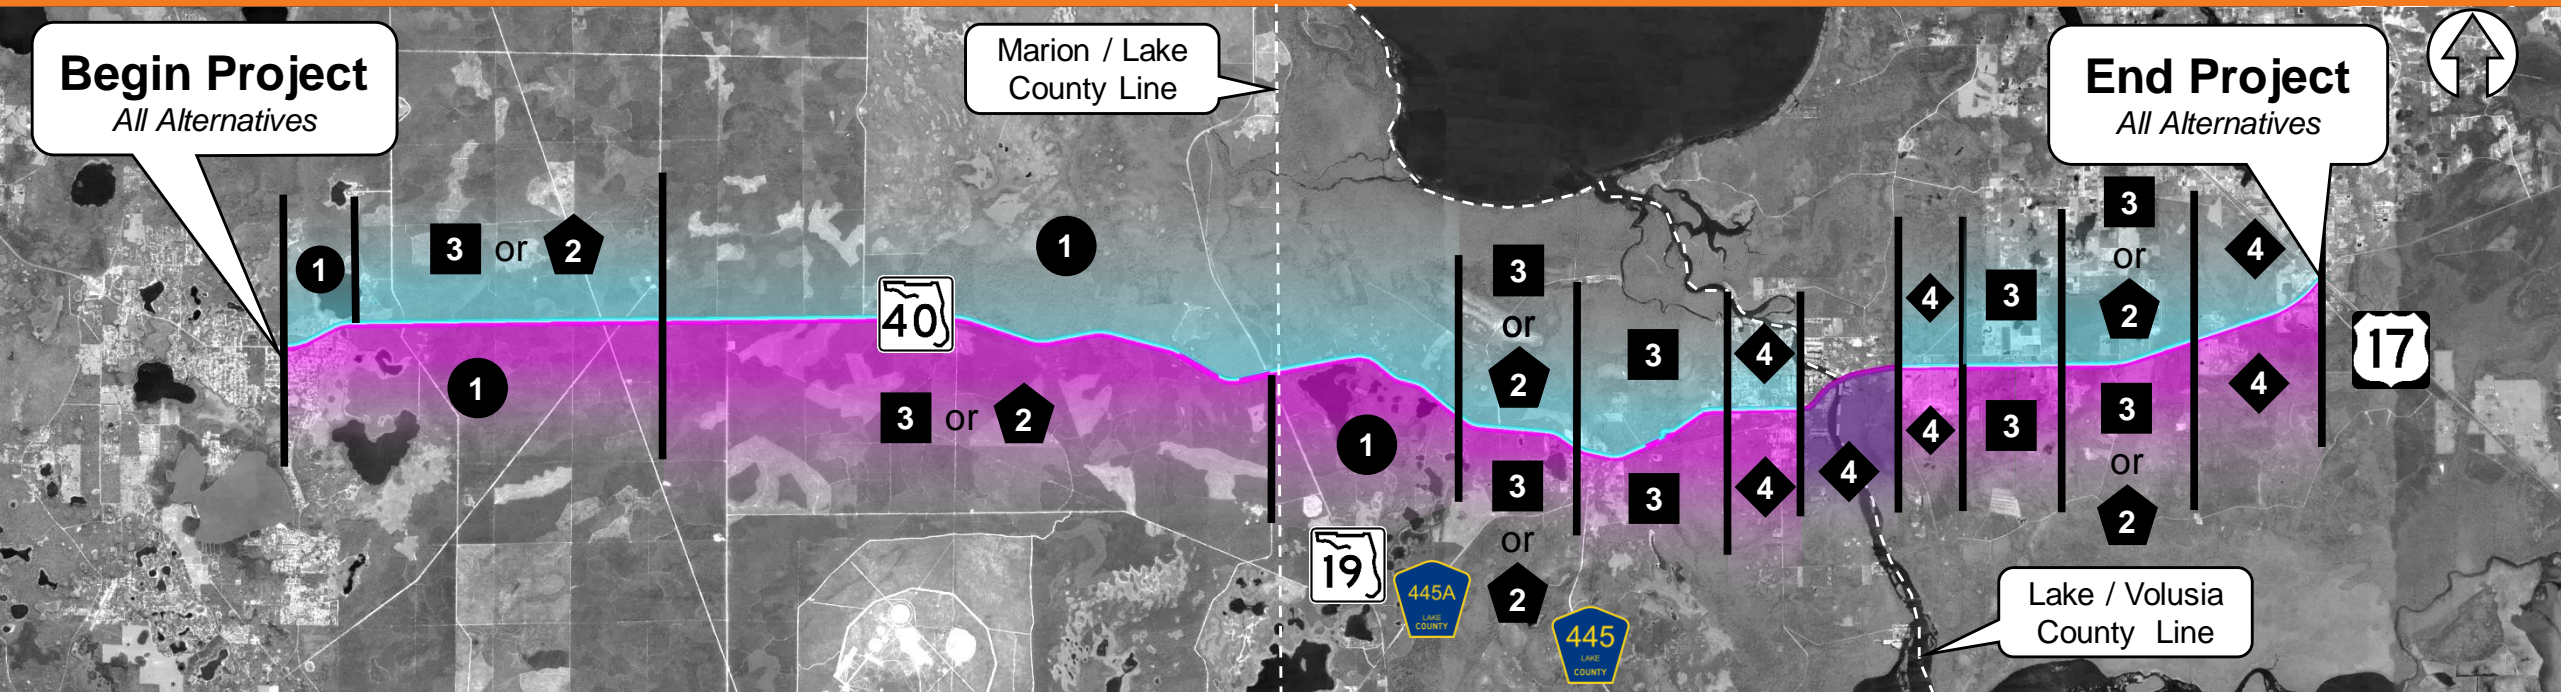 Begin Project
All Alternatives
Marion / Lake
County Line
End Project
All Alternatives
1
3 or 2
1
3
or
2
3
4
4
3
3
or
2
4
40
17
1
3 or 2
1
3
or
2
3
4
4
4
3
3
or
2
4
19
445A
LAKE
COUNTY
445
LAKE
COUNTY
Lake / Volusia
County Line